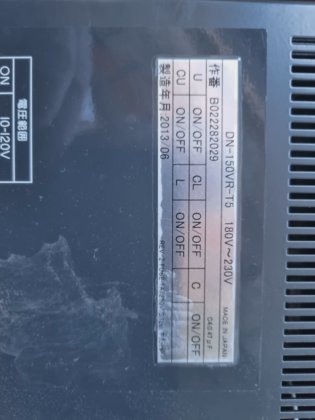 DN-150VR-T5 180V～230V MADE IN JAPAN
作番 B022282029
U ON/OFF CL ON/OFF C ON/OFF
CU ON/OFF L ON/OFF
製造年月 2013/06
電圧範囲
ON 10-120V